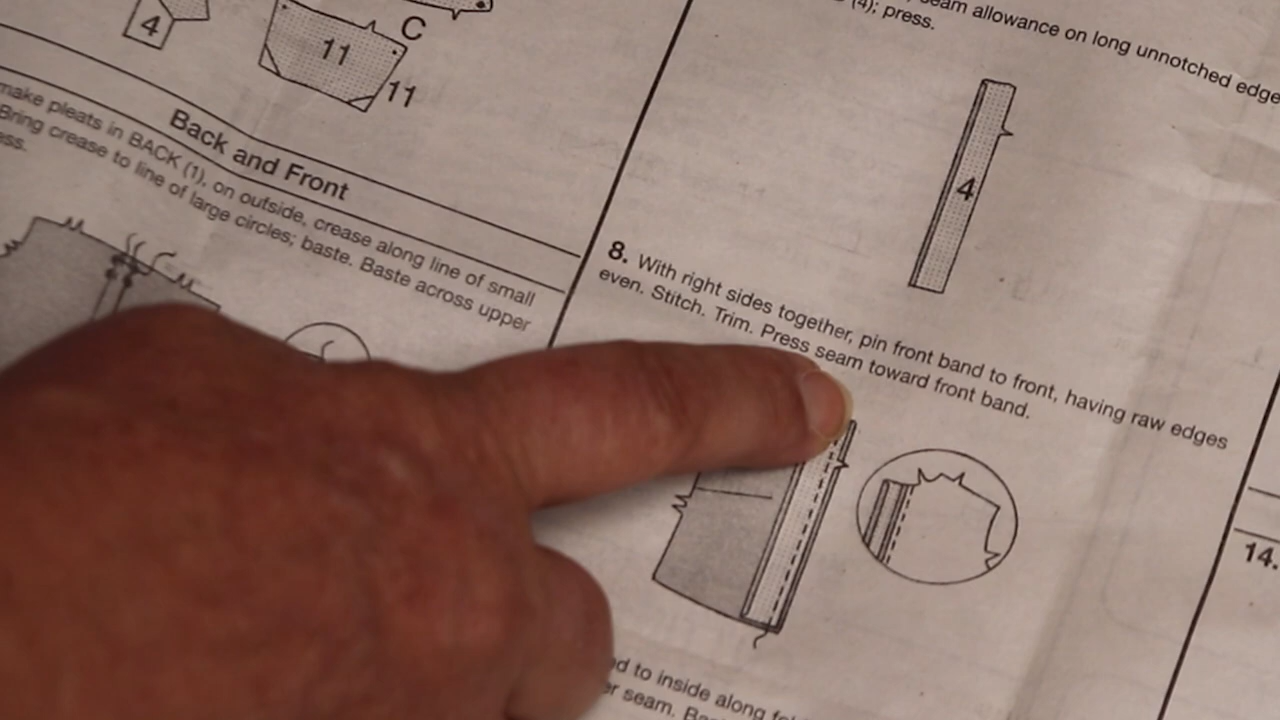 4
11
C
11
Back and Front
make pleats in BACK (1), on outside, crease along line of small
Bring crease to line of large circles; baste. Baste across upper
seam allowance on long unnotched edge
(4); press.
4
8. With right sides together, pin front band to front, having raw edges
even. Stitch. Trim. Press seam toward front band.
to inside along
seam.
14.